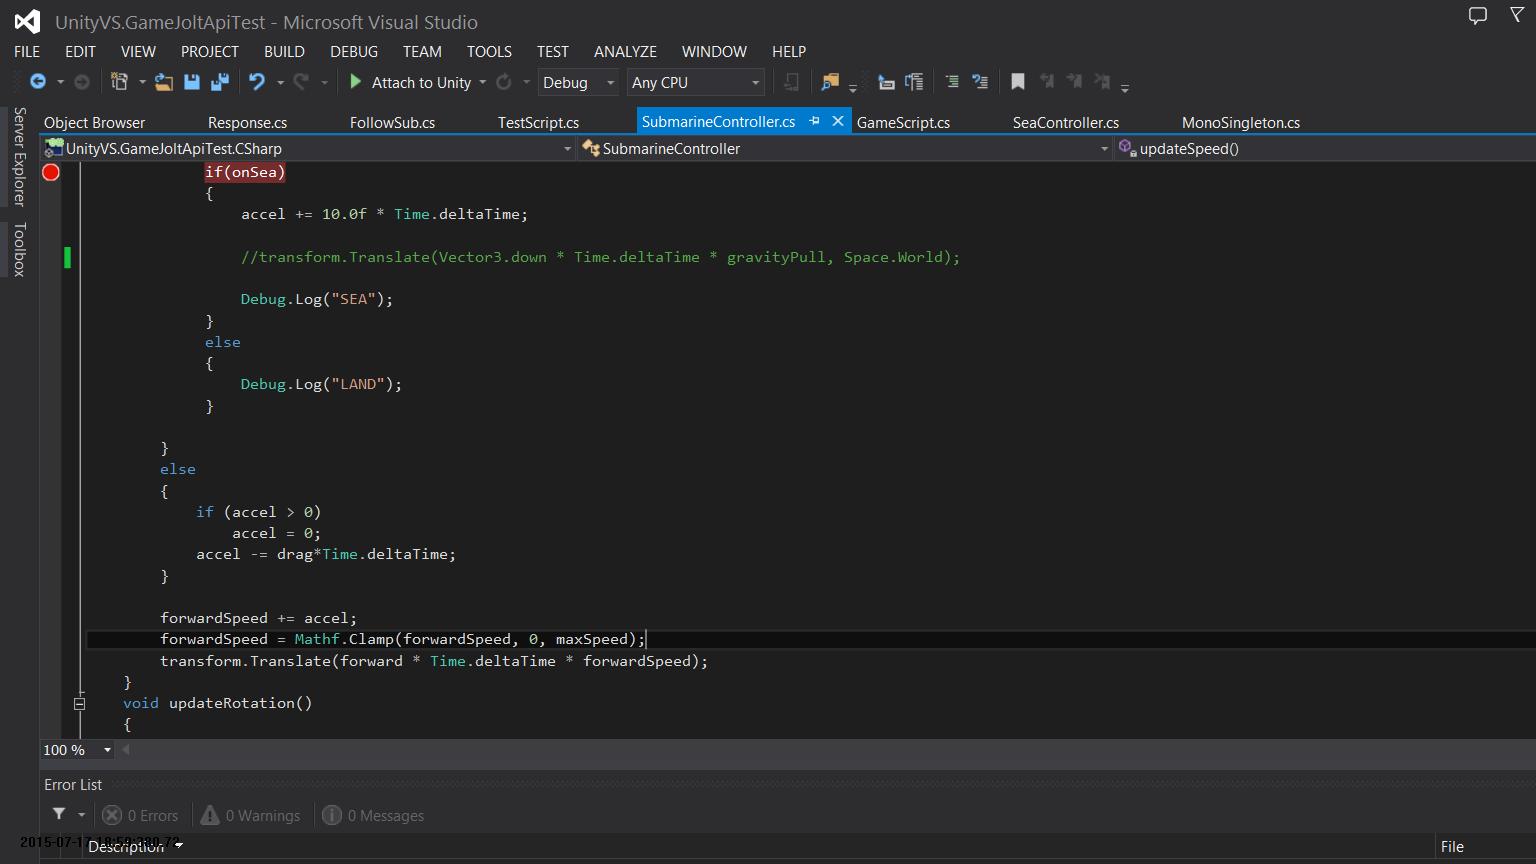 UnityVS.GameJoltApiTest - Microsoft Visual Studio
FILE EDIT VIEW PROJECT BUILD DEBUG TEAM TOOLS TEST ANALYZE WINDOW HELP
Attach to Unity Debug Any CPU
Server Explorer
Toolbox
Object Browser Response.cs FollowSub.cs TestScript.cs SubmarineController.cs GameScript.cs SeaController.cs MonoSingleton.cs
UnityVS.GameJoltApiTest.CSharp SubmarineController updateSpeed()
if(onSea)
{
accel += 10.0f * Time.deltaTime;
//transform.Translate(Vector3.down * Time.deltaTime * gravityPull, Space.World);
Debug.Log("SEA");
}
else
{
Debug.Log("LAND");
}
}
else
{
if (accel > 0)
accel = 0;
accel -= drag*Time.deltaTime;
}
forwardSpeed += accel;
forwardSpeed = Mathf.Clamp(forwardSpeed, 0, maxSpeed);
transform.Translate(forward * Time.deltaTime * forwardSpeed);
}
void updateRotation()
{
100 %
Error List
0 Errors 0 Warnings 0 Messages
Description File